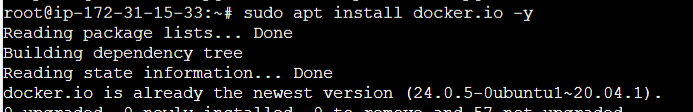 root@ip-172-31-15-33:~# sudo apt install docker.io -y
Reading package lists... Done
Building dependency tree
Reading state information... Done
docker.io is already the newest version (24.0.5-0ubuntu1~20.04.1).
0 upgraded, 0 newly installed, 0 to remove and 57 not upgraded